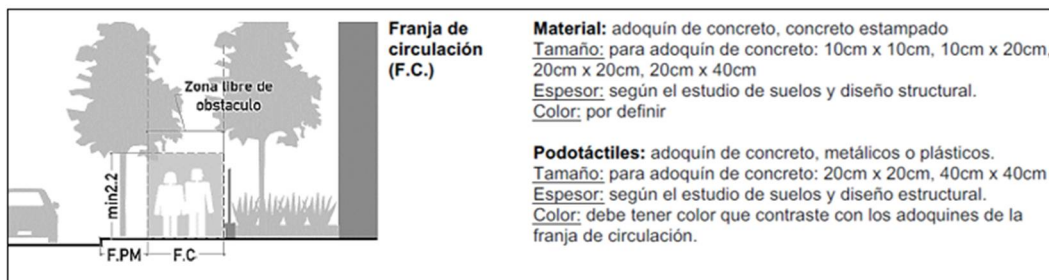 Zona libre de
obstaculo
min2.2
F.PM
F.C
Franja de
circulación
(F.C.)
Material: adoquín de concreto, concreto estampado
Tamaño: para adoquín de concreto: 10cm x 10cm, 10cm x 20cm,
20cm x 20cm, 20cm x 40cm
Espesor: según el estudio de suelos y diseño structural.
Color: por definir
Podotáctiles: adoquín de concreto, metálicos o plásticos.
Tamaño: para adoquín de concreto: 20cm x 20cm, 40cm x 40cm
Espesor: según el estudio de suelos y diseño estructural.
Color: debe tener color que contraste con los adoquines de la
franja de circulación.